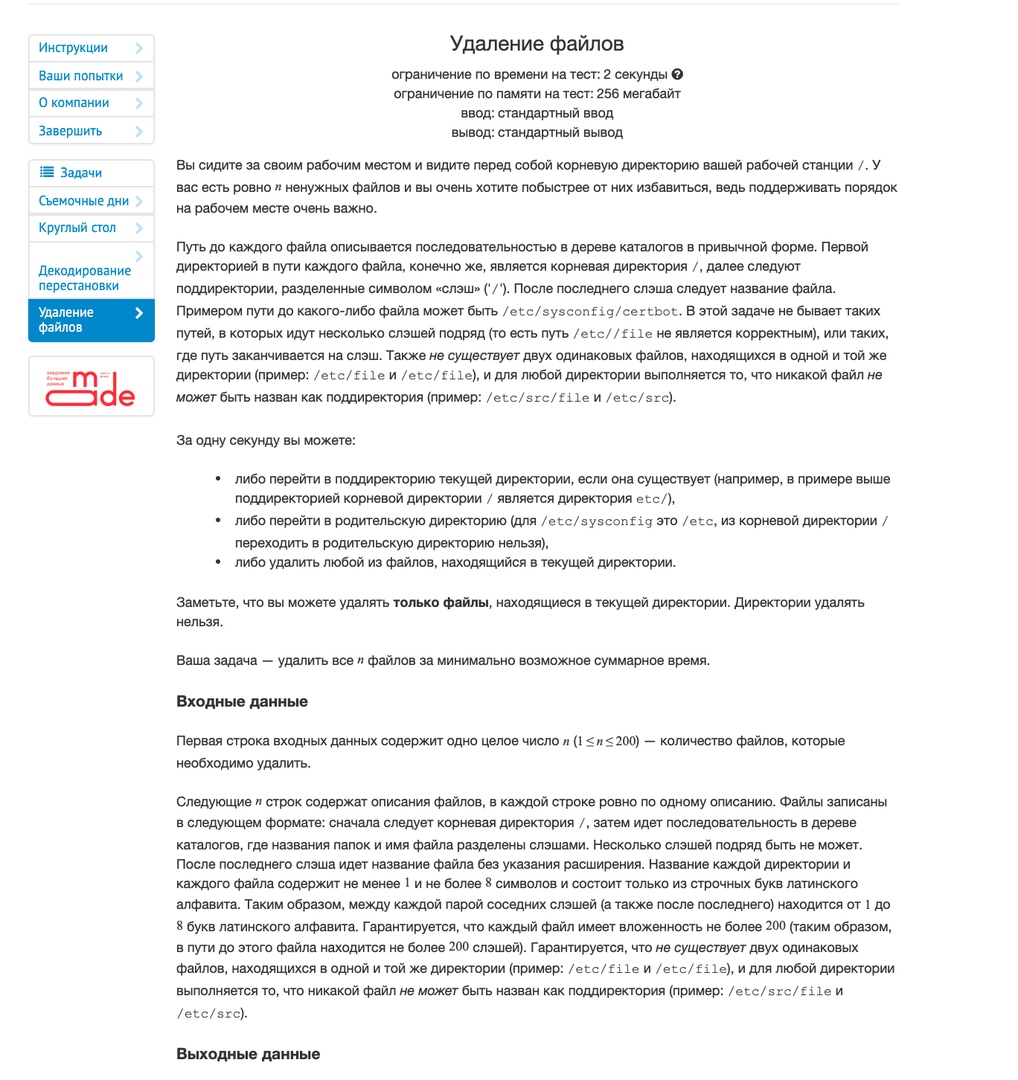 Инструкции
Ваши попытки
О компании
Завершить
Задачи
Съемочные дни
Круглый стол
Декодирование
перестановки
Удаление
файлов
made
Удаление файлов
ограничение по времени на тест: 2 секунды ?
ограничение по памяти на тест: 256 мегабайт
ввод: стандартный ввод
вывод: стандартный вывод
Вы сидите за своим рабочим местом и видите перед собой корневую директорию вашей рабочей станции /. У
вас есть ровно n ненужных файлов и вы очень хотите побыстрее от них избавиться, ведь поддерживать порядок
на рабочем месте очень важно.
Путь до каждого файла описывается последовательностью в дереве каталогов в привычной форме. Первой
директорией в пути каждого файла, конечно же, является корневая директория /, далее следуют
поддиректории, разделенные символом «слэш» ('/'). После последнего слэша следует название файла.
Примером пути до какого-либо файла может быть /etc/sysconfig/certbot. В этой задаче не бывает таких
путей, в которых идут несколько слэшей подряд (то есть путь /etc//file не является корректным), или таких,
где путь заканчивается на слэш. Также не существует двух одинаковых файлов, находящихся в одной и той же
директории (пример: /etc/file и /etc/file), и для любой директории выполняется то, что никакой файл не
может быть назван как поддиректория (пример: /etc/src/file и /etc/src).
За одну секунду вы можете:
• либо перейти в поддиректорию текущей директории, если она существует (например, в примере выше
поддиректорией корневой директории / является директория etc/),
• либо перейти в родительскую директорию (для /etc/sysconfig это /etc, из корневой директории /
переходить в родительскую директорию нельзя),
• либо удалить любой из файлов, находящийся в текущей директории.
Заметьте, что вы можете удалять только файлы, находящиеся в текущей директории. Директории удалять
нельзя.
Ваша задача — удалить все n файлов за минимально возможное суммарное время.
Входные данные
Первая строка входных данных содержит одно целое число n (1 ≤ n ≤ 200) — количество файлов, которые
необходимо удалить.
Следующие n строк содержат описания файлов, в каждой строке ровно по одному описанию. Файлы записаны
в следующем формате: сначала следует корневая директория /, затем идет последовательность в дереве
каталогов, где названия папок и имя файла разделены слэшами. Несколько слэшей подряд быть не может.
После последнего слэша идет название файла без указания расширения. Название каждой директории и
каждого файла содержит не менее 1 и не более 8 символов и состоит только из строчных букв латинского
алфавита. Таким образом, между каждой парой соседних слэшей (а также после последнего) находится от 1 до
8 букв латинского алфавита. Гарантируется, что каждый файл имеет вложенность не более 200 (таким образом,
в пути до этого файла находится не более 200 слэшей). Гарантируется, что не существует двух одинаковых
файлов, находящихся в одной и той же директории (пример: /etc/file и /etc/file), и для любой директории
выполняется то, что никакой файл не может быть назван как поддиректория (пример: /etc/src/file и
/etc/src).
Выходные данные